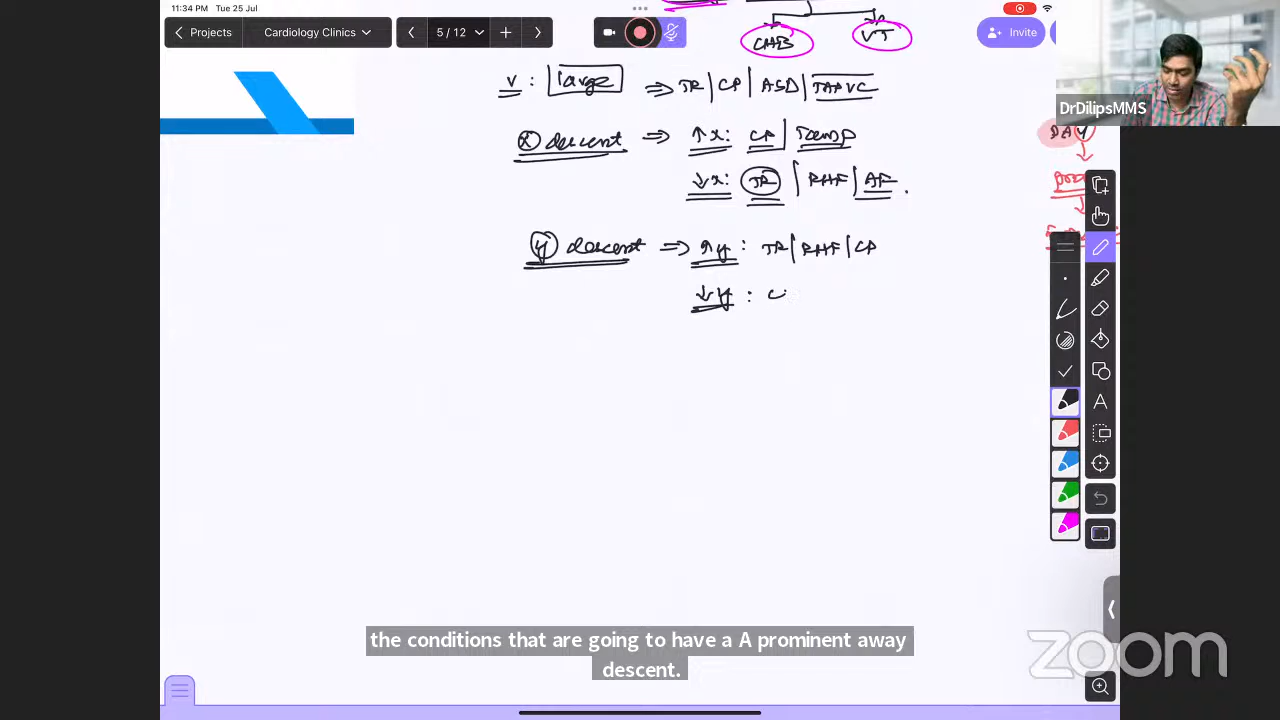 11:34 PM Tue 25 Jul
Projects Cardiology Clinics 5 / 12 Invite
CHB VT
DrDilipsMMS
v : large ⇒ TR | CP | ASD | TAPVC
x descent ⇒ ↑x : CP | Tamp
↓x : TR | RHF | AF .
y descent ⇒ ↑y : TR | RHF | CP
↓y : c
the conditions that are going to have a A prominent away
descent.
zoom